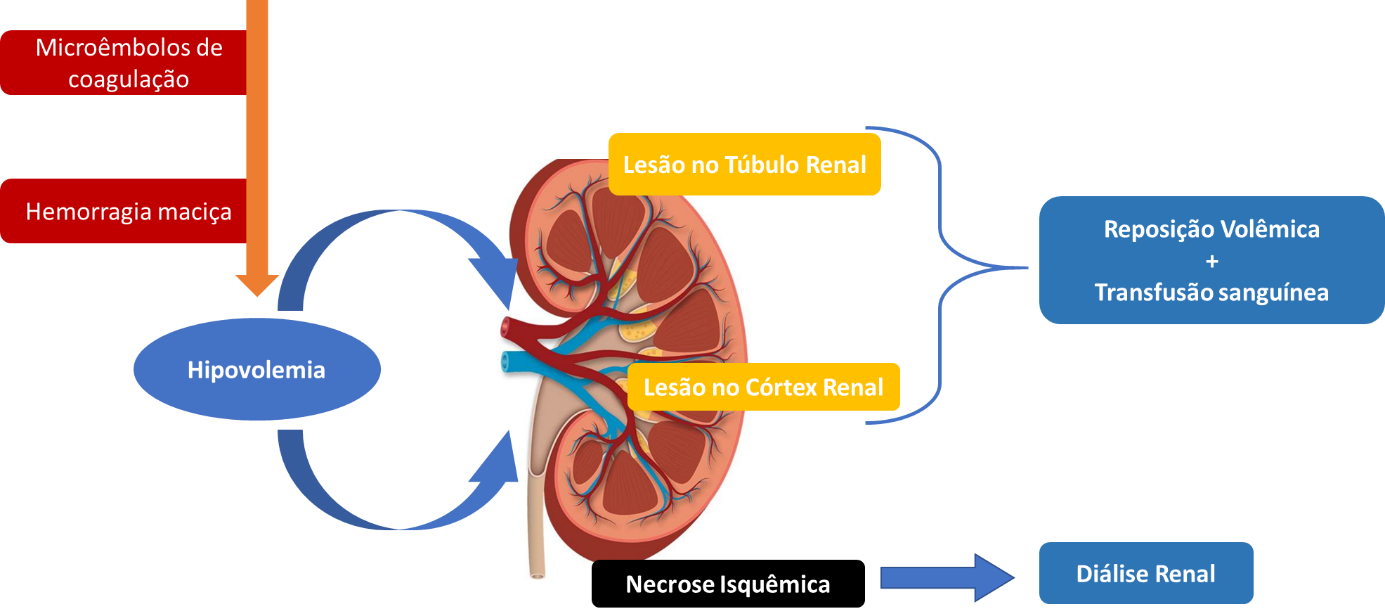 Microêmbolos de
coagulação
Hemorragia maciça
Hipovolemia
Lesão no Túbulo Renal
Lesão no Córtex Renal
Reposição Volêmica
+
Transfusão sanguínea
Necrose Isquêmica
Diálise Renal